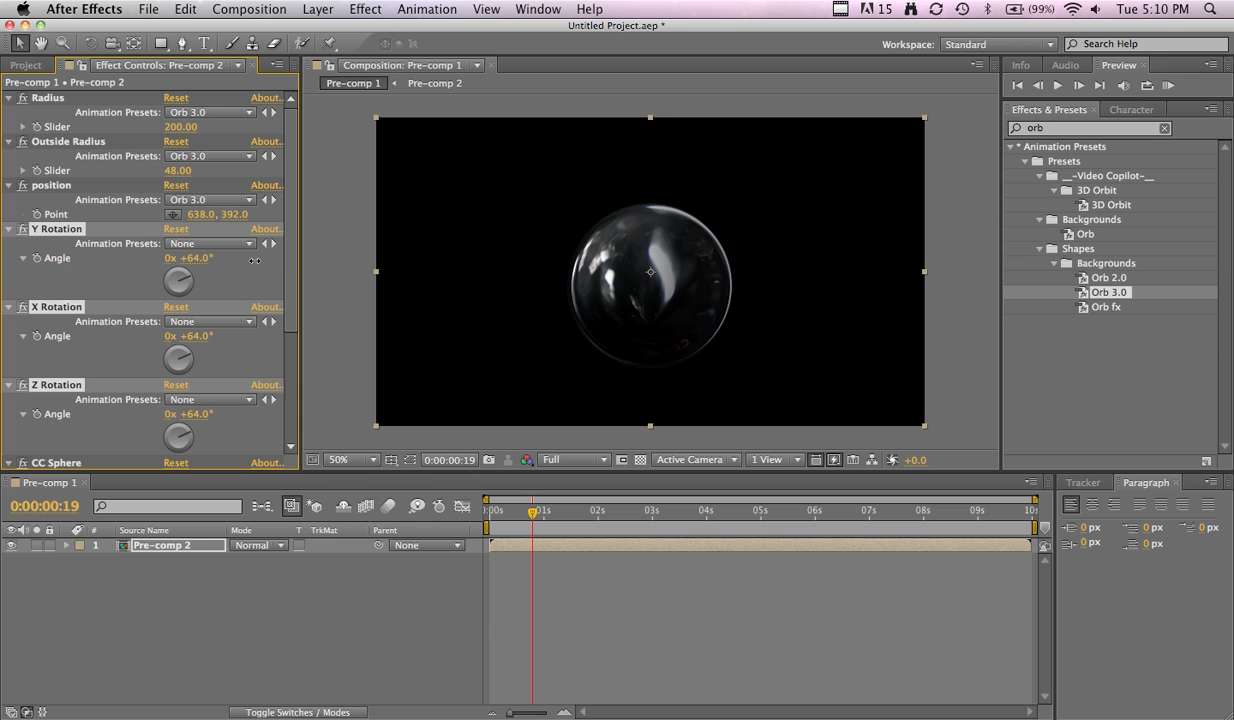 After Effects File Edit Composition Layer Effect Animation View Window Help 15 (99%) Tue 5:10 PM
Untitled Project.aep *
Workspace: Standard Search Help
Project Effect Controls: Pre-comp 2 Composition: Pre-comp 1 Info Audio Preview
Pre-comp 1 • Pre-comp 2 Pre-comp 1 Pre-comp 2
fx Radius Reset About..
Animation Presets: Orb 3.0
Slider 200.00
fx Outside Radius Reset About..
Animation Presets: Orb 3.0
Slider 48.00
fx position Reset About..
Animation Presets: Orb 3.0
Point 638.0, 392.0
fx Y Rotation Reset About..
Animation Presets: None
Angle 0x +64.0°
fx X Rotation Reset About..
Animation Presets: None
Angle 0x +64.0°
fx Z Rotation Reset About..
Animation Presets: None
Angle 0x +64.0°
fx CC Sphere Reset About..
50% 0:00:00:19 Full Active Camera 1 View +0.0
Effects & Presets Character
orb
* Animation Presets
Presets
__-Video Copilot-__
3D Orbit
3D Orbit
Backgrounds
Orb
Shapes
Backgrounds
Orb 2.0
Orb 3.0
Orb fx
Pre-comp 1
0:00:00:19
):00s 01s 02s 03s 04s 05s 06s 07s 08s 09s 10s
# Source Name Mode T TrkMat Parent
1 Pre-comp 2 Normal None
Toggle Switches / Modes
Tracker Paragraph
0 px 0 px 0 px
0 px 0 px